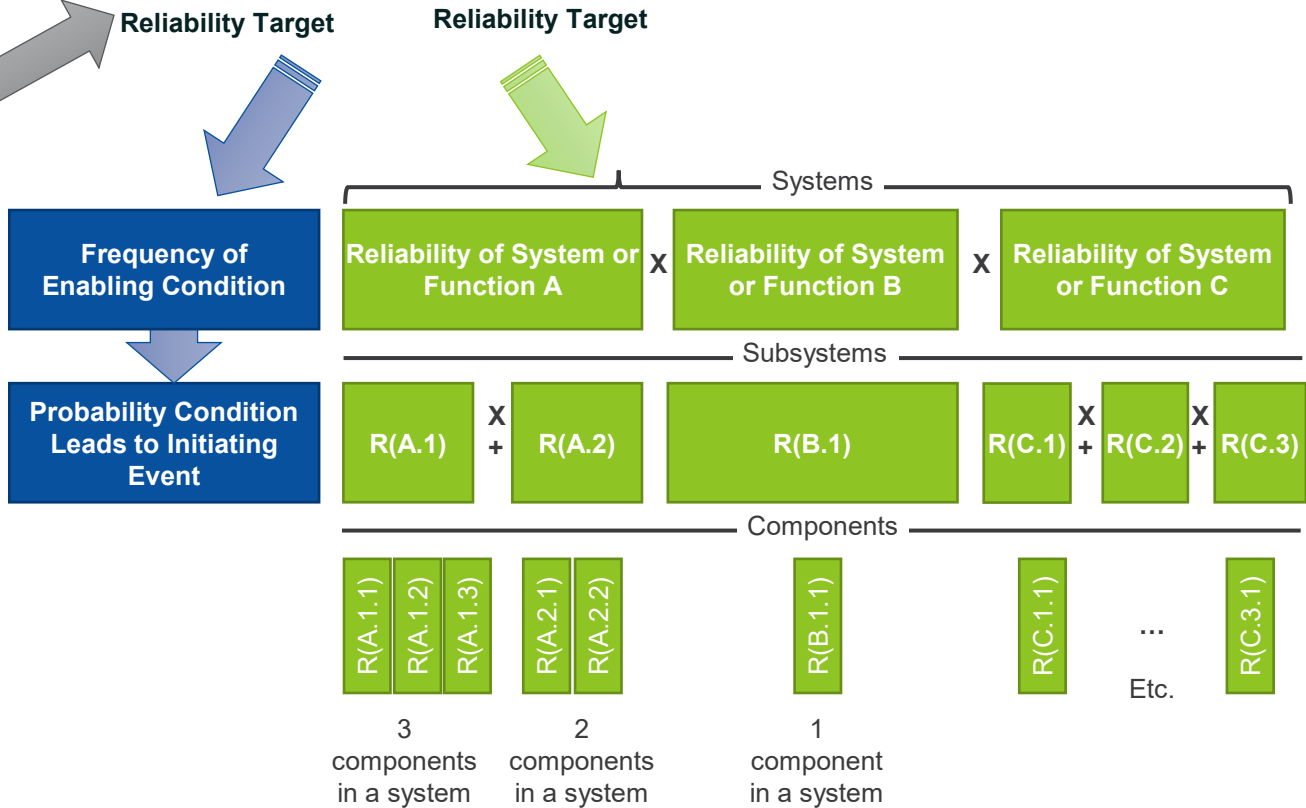 Reliability Target
Reliability Target
Systems
Frequency of
Enabling Condition
Reliability of System or
Function A
X
Reliability of System
or Function B
X
Reliability of System
or Function C
Subsystems
Probability Condition
Leads to Initiating
Event
R(A.1)
X
+
R(A.2)
R(B.1)
R(C.1)
X
+
R(C.2)
X
+
R(C.3)
Components
R(A.1.1)
R(A.1.2)
R(A.1.3)
R(A.2.1)
R(A.2.2)
R(B.1.1)
R(C.1.1)
...
Etc.
R(C.3.1)
3
components
in a system
2
components
in a system
1
component
in a system